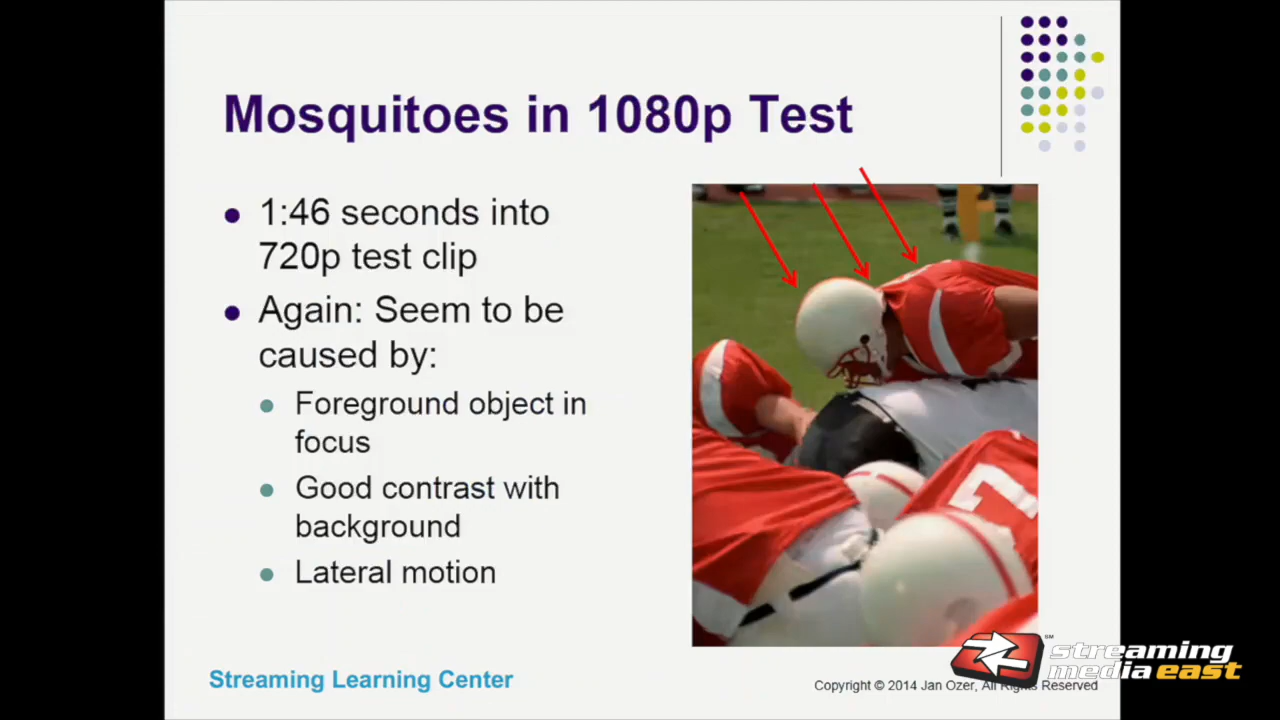 Mosquitoes in 1080p Test
1:46 seconds into
720p test clip
Again: Seem to be
caused by:
Foreground object in
focus
Good contrast with
background
Lateral motion
7
Streaming Learning Center
Copyright © 2014 Jan Ozer, All Rights Reserved
streaming
media east
SM